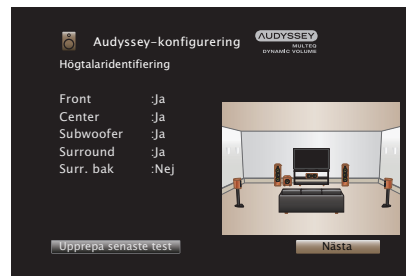 Audyssey-konfigurering
AUDYSSEY
MULTEQ
DYNAMIC VOLUME
Högtalaridentifiering
Front :Ja
Center :Ja
Subwoofer :Ja
Surround :Ja
Surr. bak :Nej
Upprepa senaste test
Nästa